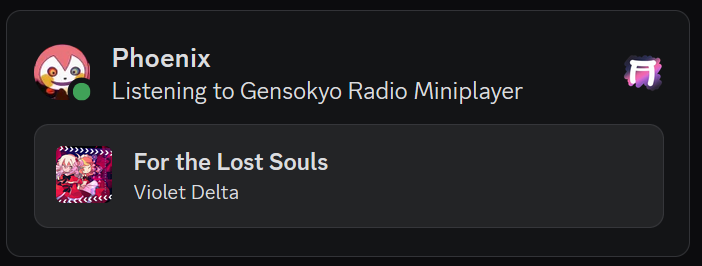 Phoenix
Listening to Gensokyo Radio Miniplayer
For the Lost Souls
Violet Delta